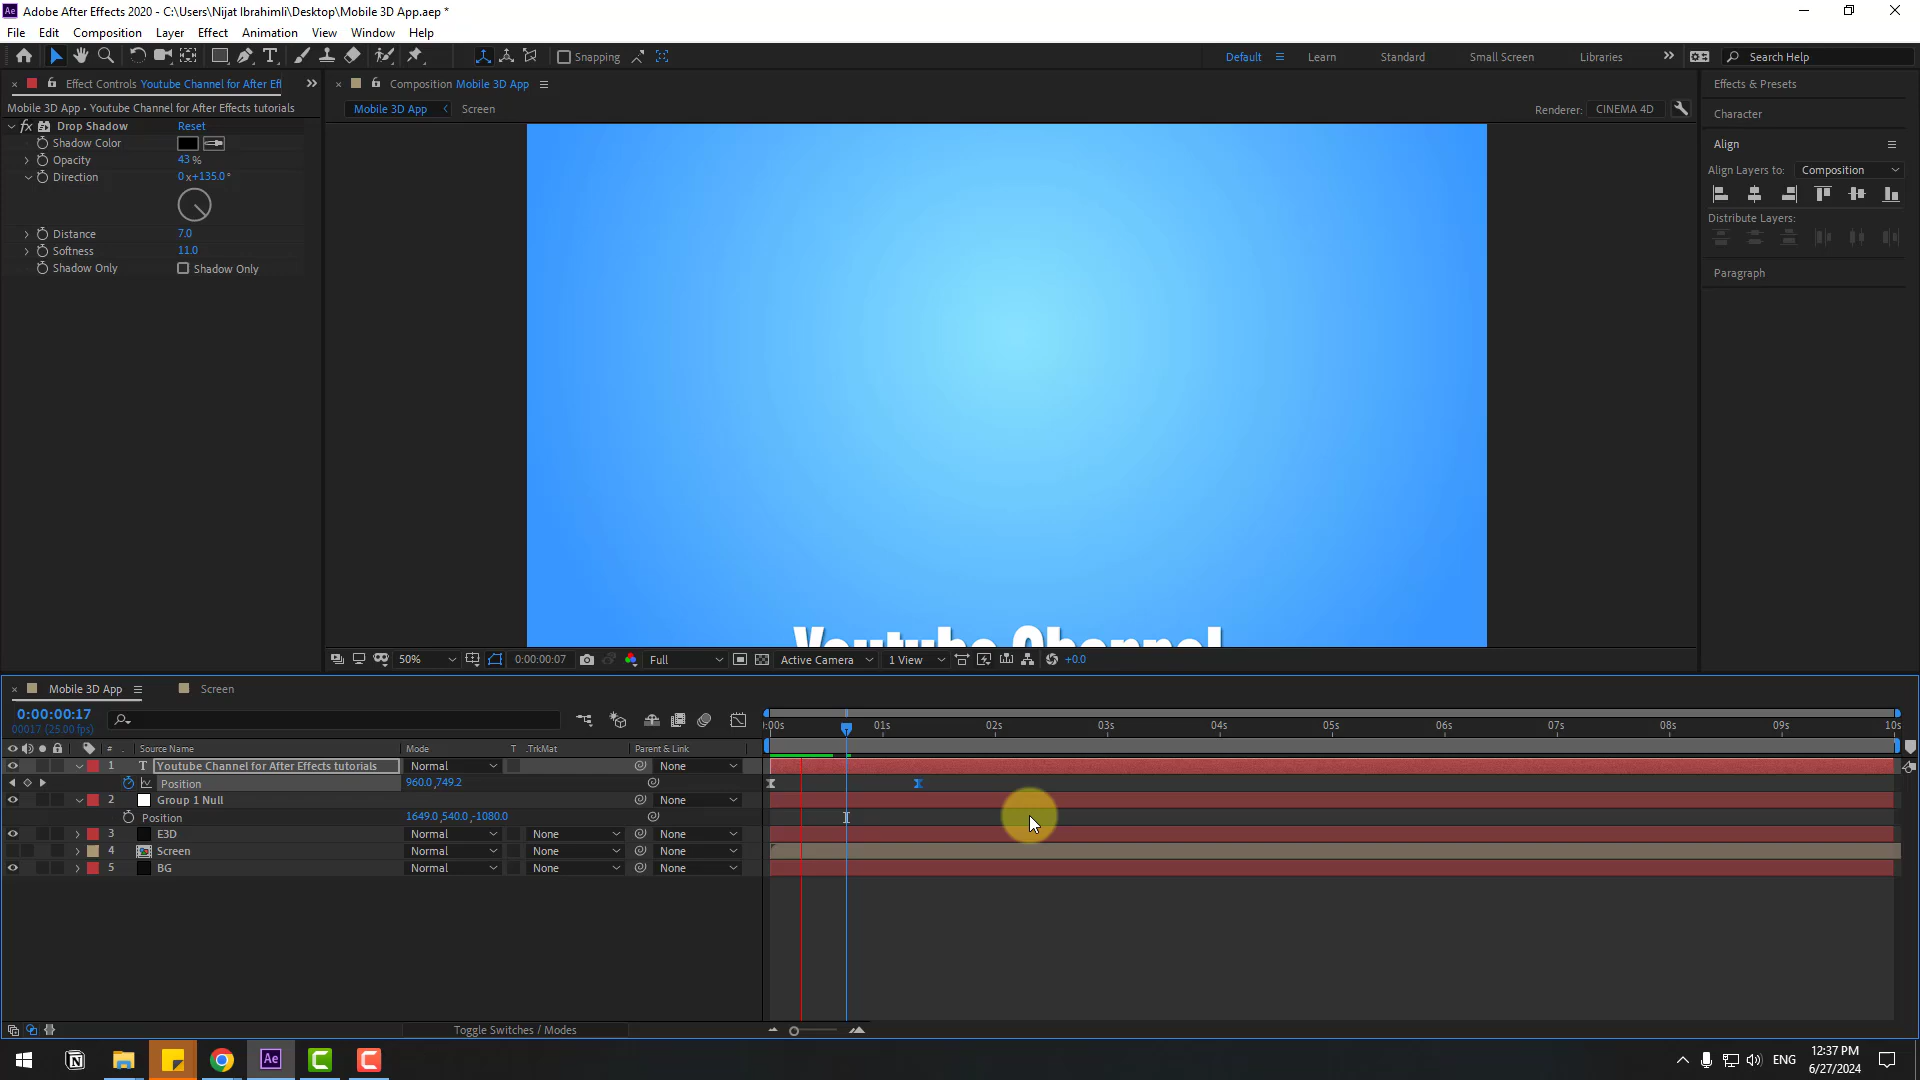 Adobe After Effects 2020 - C:\Users\Nijat Ibrahimli\Desktop\Mobile 3D App.aep *
File Edit Composition Layer Effect Animation View Window Help
Snapping
Default Learn Standard Small Screen Libraries
Search Help
Effect Controls Youtube Channel for After Eff
Mobile 3D App • Youtube Channel for After Effects tutorials
fx Drop Shadow Reset
Shadow Color
Opacity 43 %
Direction 0 x+135.0 °
Distance 7.0
Softness 11.0
Shadow Only Shadow Only
Composition Mobile 3D App
Mobile 3D App Screen
Renderer: CINEMA 4D
Youtube Channel
50% 0:00:00:07 Full Active Camera 1 View +0.0
Effects & Presets
Character
Align
Align Layers to: Composition
Distribute Layers:
Paragraph
Mobile 3D App Screen
0:00:00:17
00017 (25.00 fps)
:00s 01s 02s 03s 04s 05s 06s 07s 08s 09s 10s
# Source Name Mode T .TrkMat Parent & Link
1 T Youtube Channel for After Effects tutorials Normal None
Position 960.0,749.2
2 Group 1 Null None
Position 1649.0,540.0,-1080.0
3 E3D Normal None None
4 Screen Normal None None
5 BG Normal None None
Toggle Switches / Modes
Ae
ENG
12:37 PM
6/27/2024